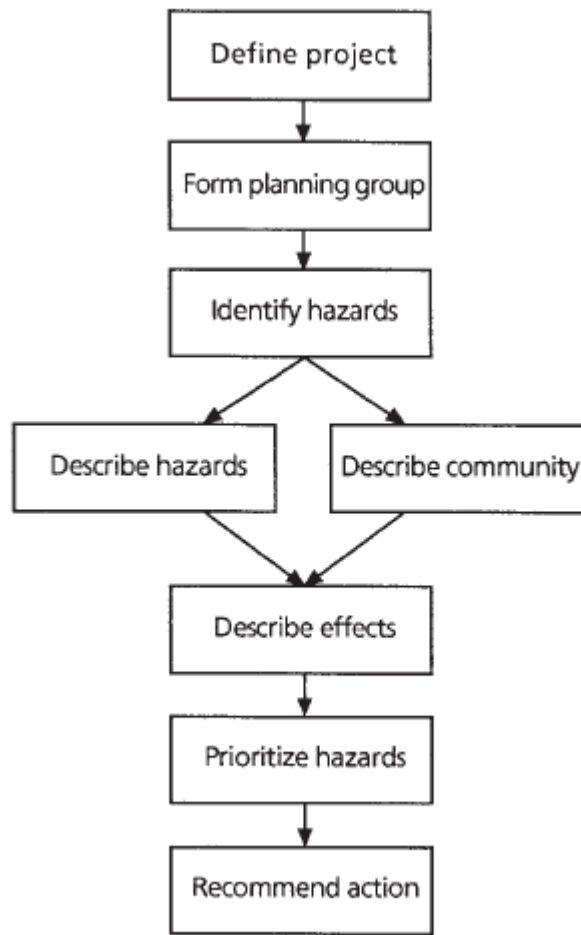 Define project
Form planning group
Identify hazards
Describe hazards
Describe community
Describe effects
Prioritize hazards
Recommend action